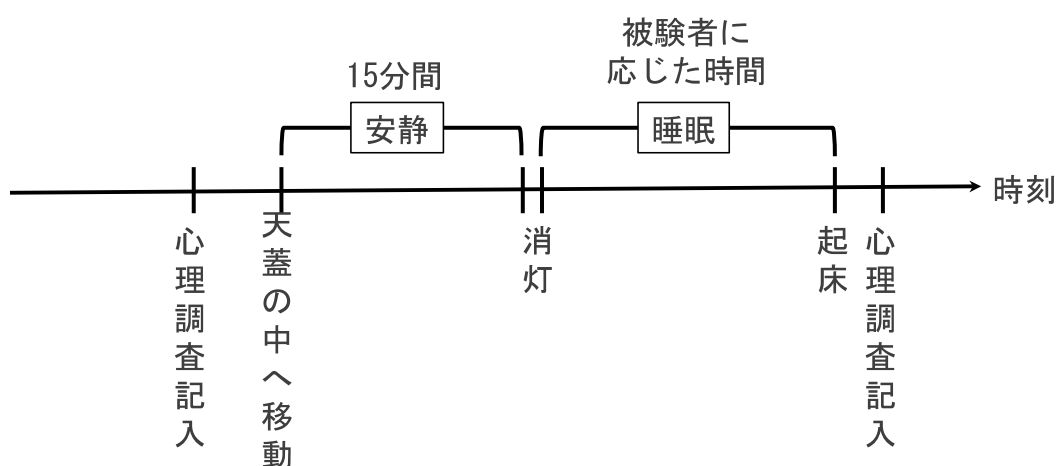 15分間
安静
被験者に
応じた時間
睡眠
時刻
心理調査記入
天蓋の中へ移動
消灯
起床
心理調査記入